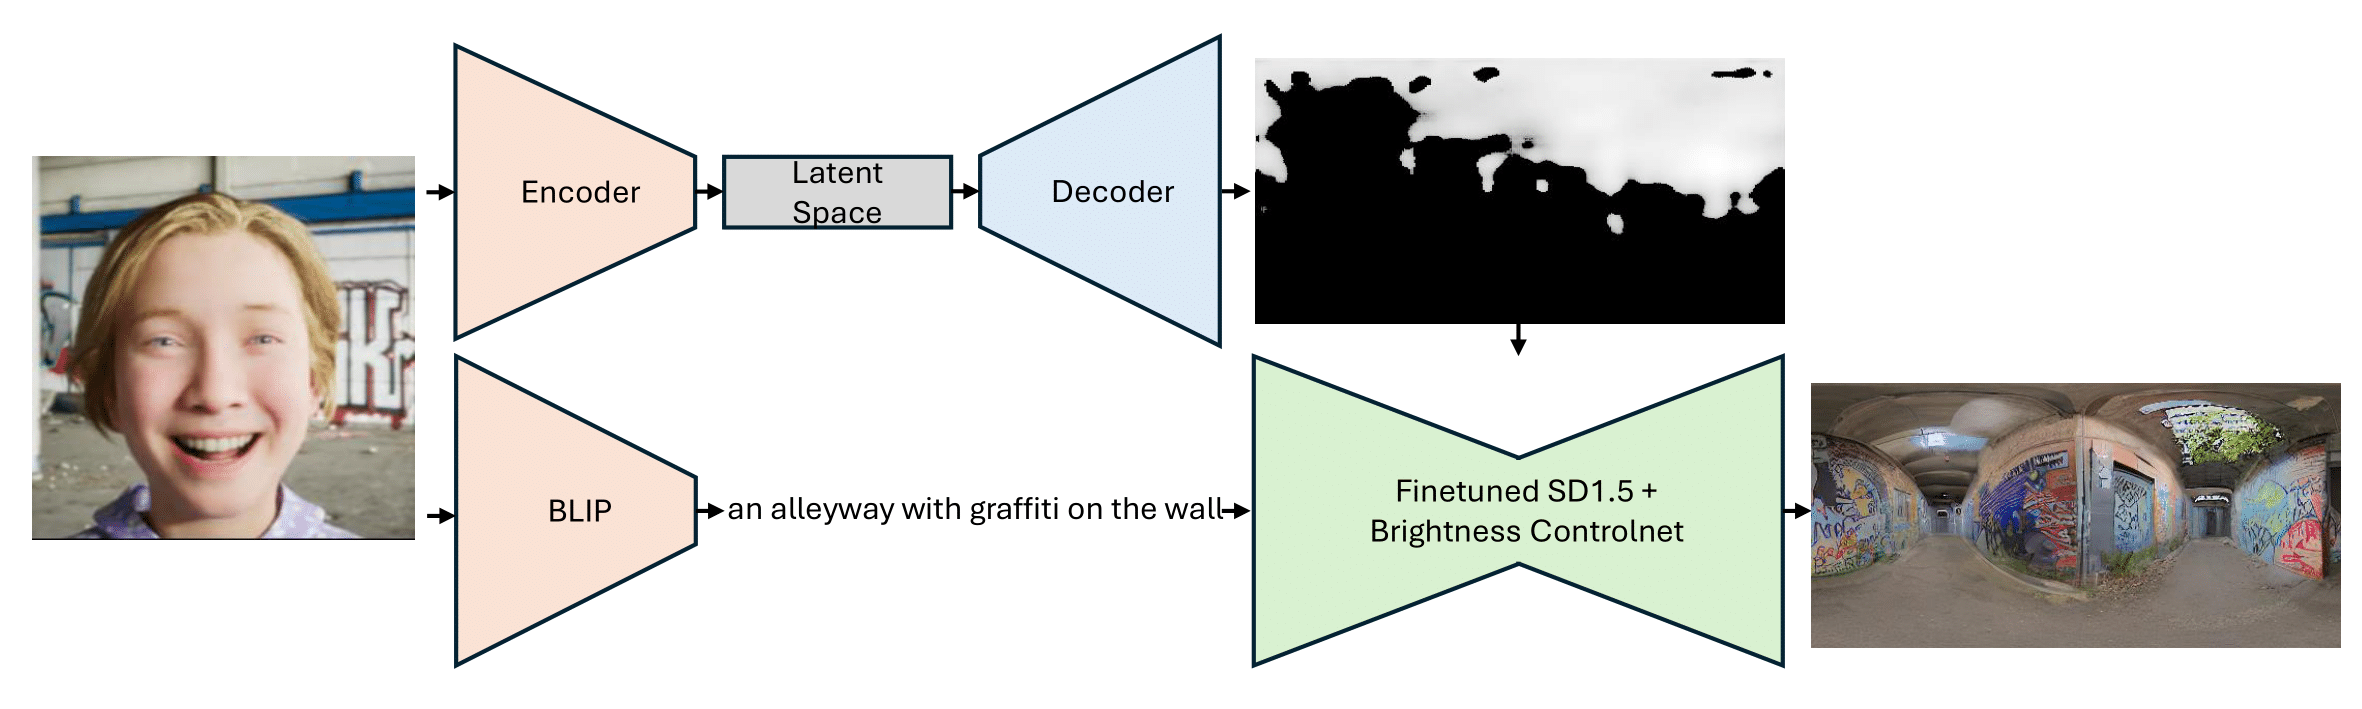 Encoder
Latent
Space
Decoder
BLIP
an alleyway with graffiti on the wall
Finetuned SD1.5 +
Brightness Controlnet